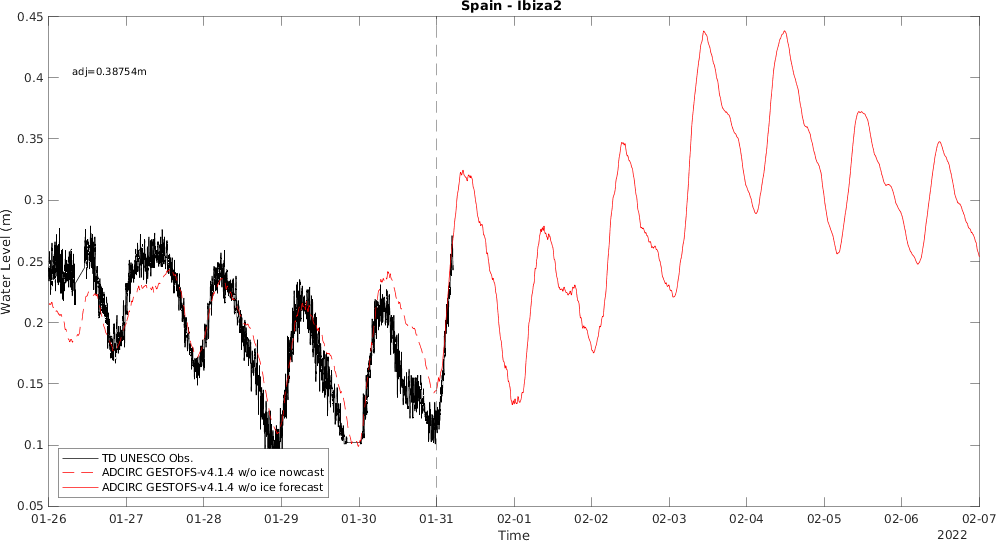 Spain - Ibiza2
0.45
0.4
0.35
0.3
0.25
0.2
0.15
0.1
0.05
Water Level (m)
adj=0.38754m
TD UNESCO Obs.
ADCIRC GESTOFS-v4.1.4 w/o ice nowcast
ADCIRC GESTOFS-v4.1.4 w/o ice forecast
01-26 01-27 01-28 01-29 01-30 01-31 02-01 02-02 02-03 02-04 02-05 02-06 02-07
Time
2022